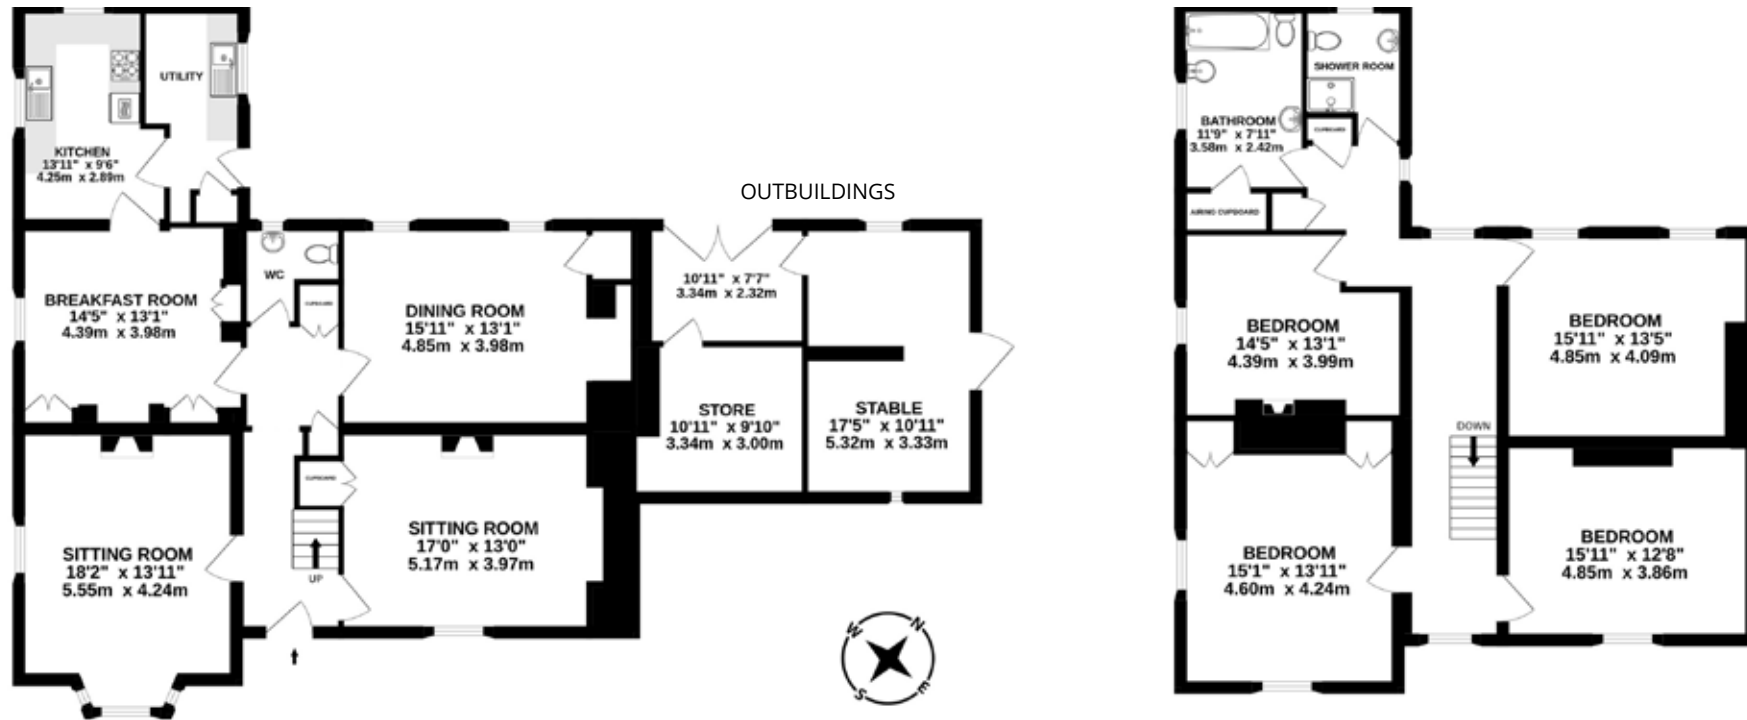 UTILITY
KITCHEN
13'11" x 9'6"
4.25m x 2.89m
BREAKFAST ROOM
14'5" x 13'1"
4.39m x 3.98m
WC
CUPBOARD
DINING ROOM
15'11" x 13'1"
4.85m x 3.98m
SITTING ROOM
18'2" x 13'11"
5.55m x 4.24m
CUPBOARD
UP
SITTING ROOM
17'0" x 13'0"
5.17m x 3.97m
OUTBUILDINGS
10'11" x 7'7"
3.34m x 2.32m
STORE
10'11" x 9'10"
3.34m x 3.00m
STABLE
17'5" x 10'11"
5.32m x 3.33m
W
N
S
E
SHOWER ROOM
BATHROOM
11'9" x 7'11"
3.58m x 2.42m
CUPBOARD
AIRING CUPBOARD
BEDROOM
14'5" x 13'1"
4.39m x 3.99m
BEDROOM
15'11" x 13'5"
4.85m x 4.09m
DOWN
BEDROOM
15'1" x 13'11"
4.60m x 4.24m
BEDROOM
15'11" x 12'8"
4.85m x 3.86m